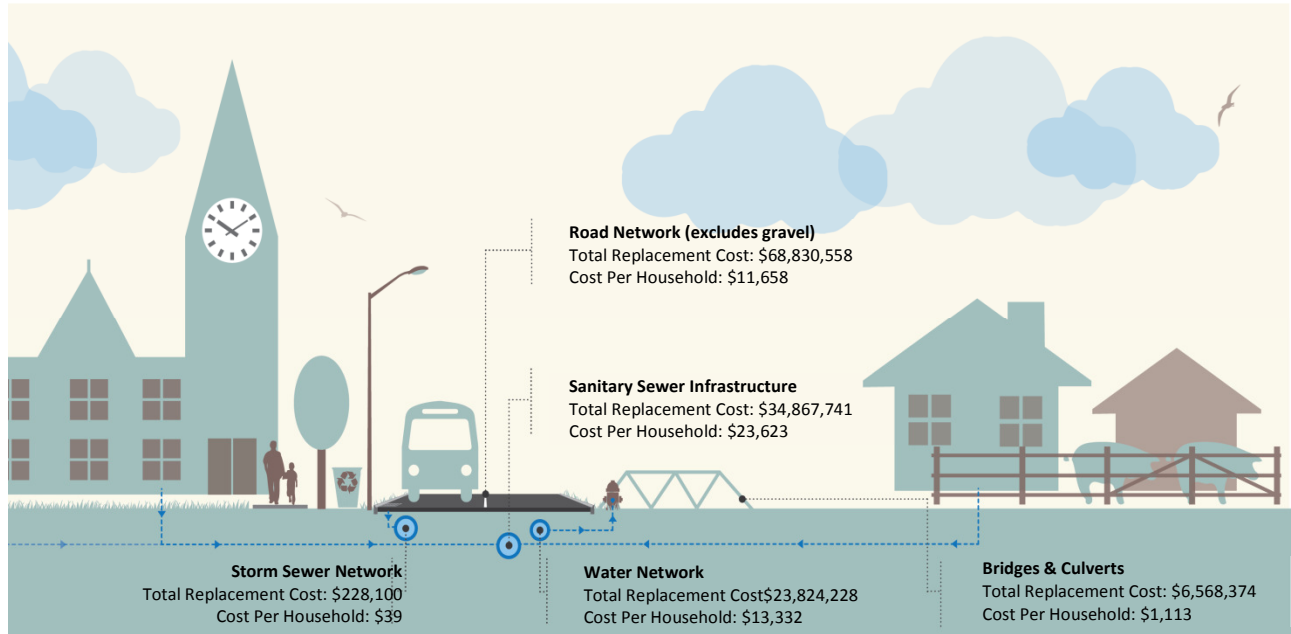 Road Network (excludes gravel)
Total Replacement Cost: $68,830,558
Cost Per Household: $11,658
Sanitary Sewer Infrastructure
Total Replacement Cost: $34,867,741
Cost Per Household: $23,623
Storm Sewer Network
Total Replacement Cost: $228,100
Cost Per Household: $39
Water Network
Total Replacement Cost$23,824,228
Cost Per Household: $13,332
Bridges & Culverts
Total Replacement Cost: $6,568,374
Cost Per Household: $1,113